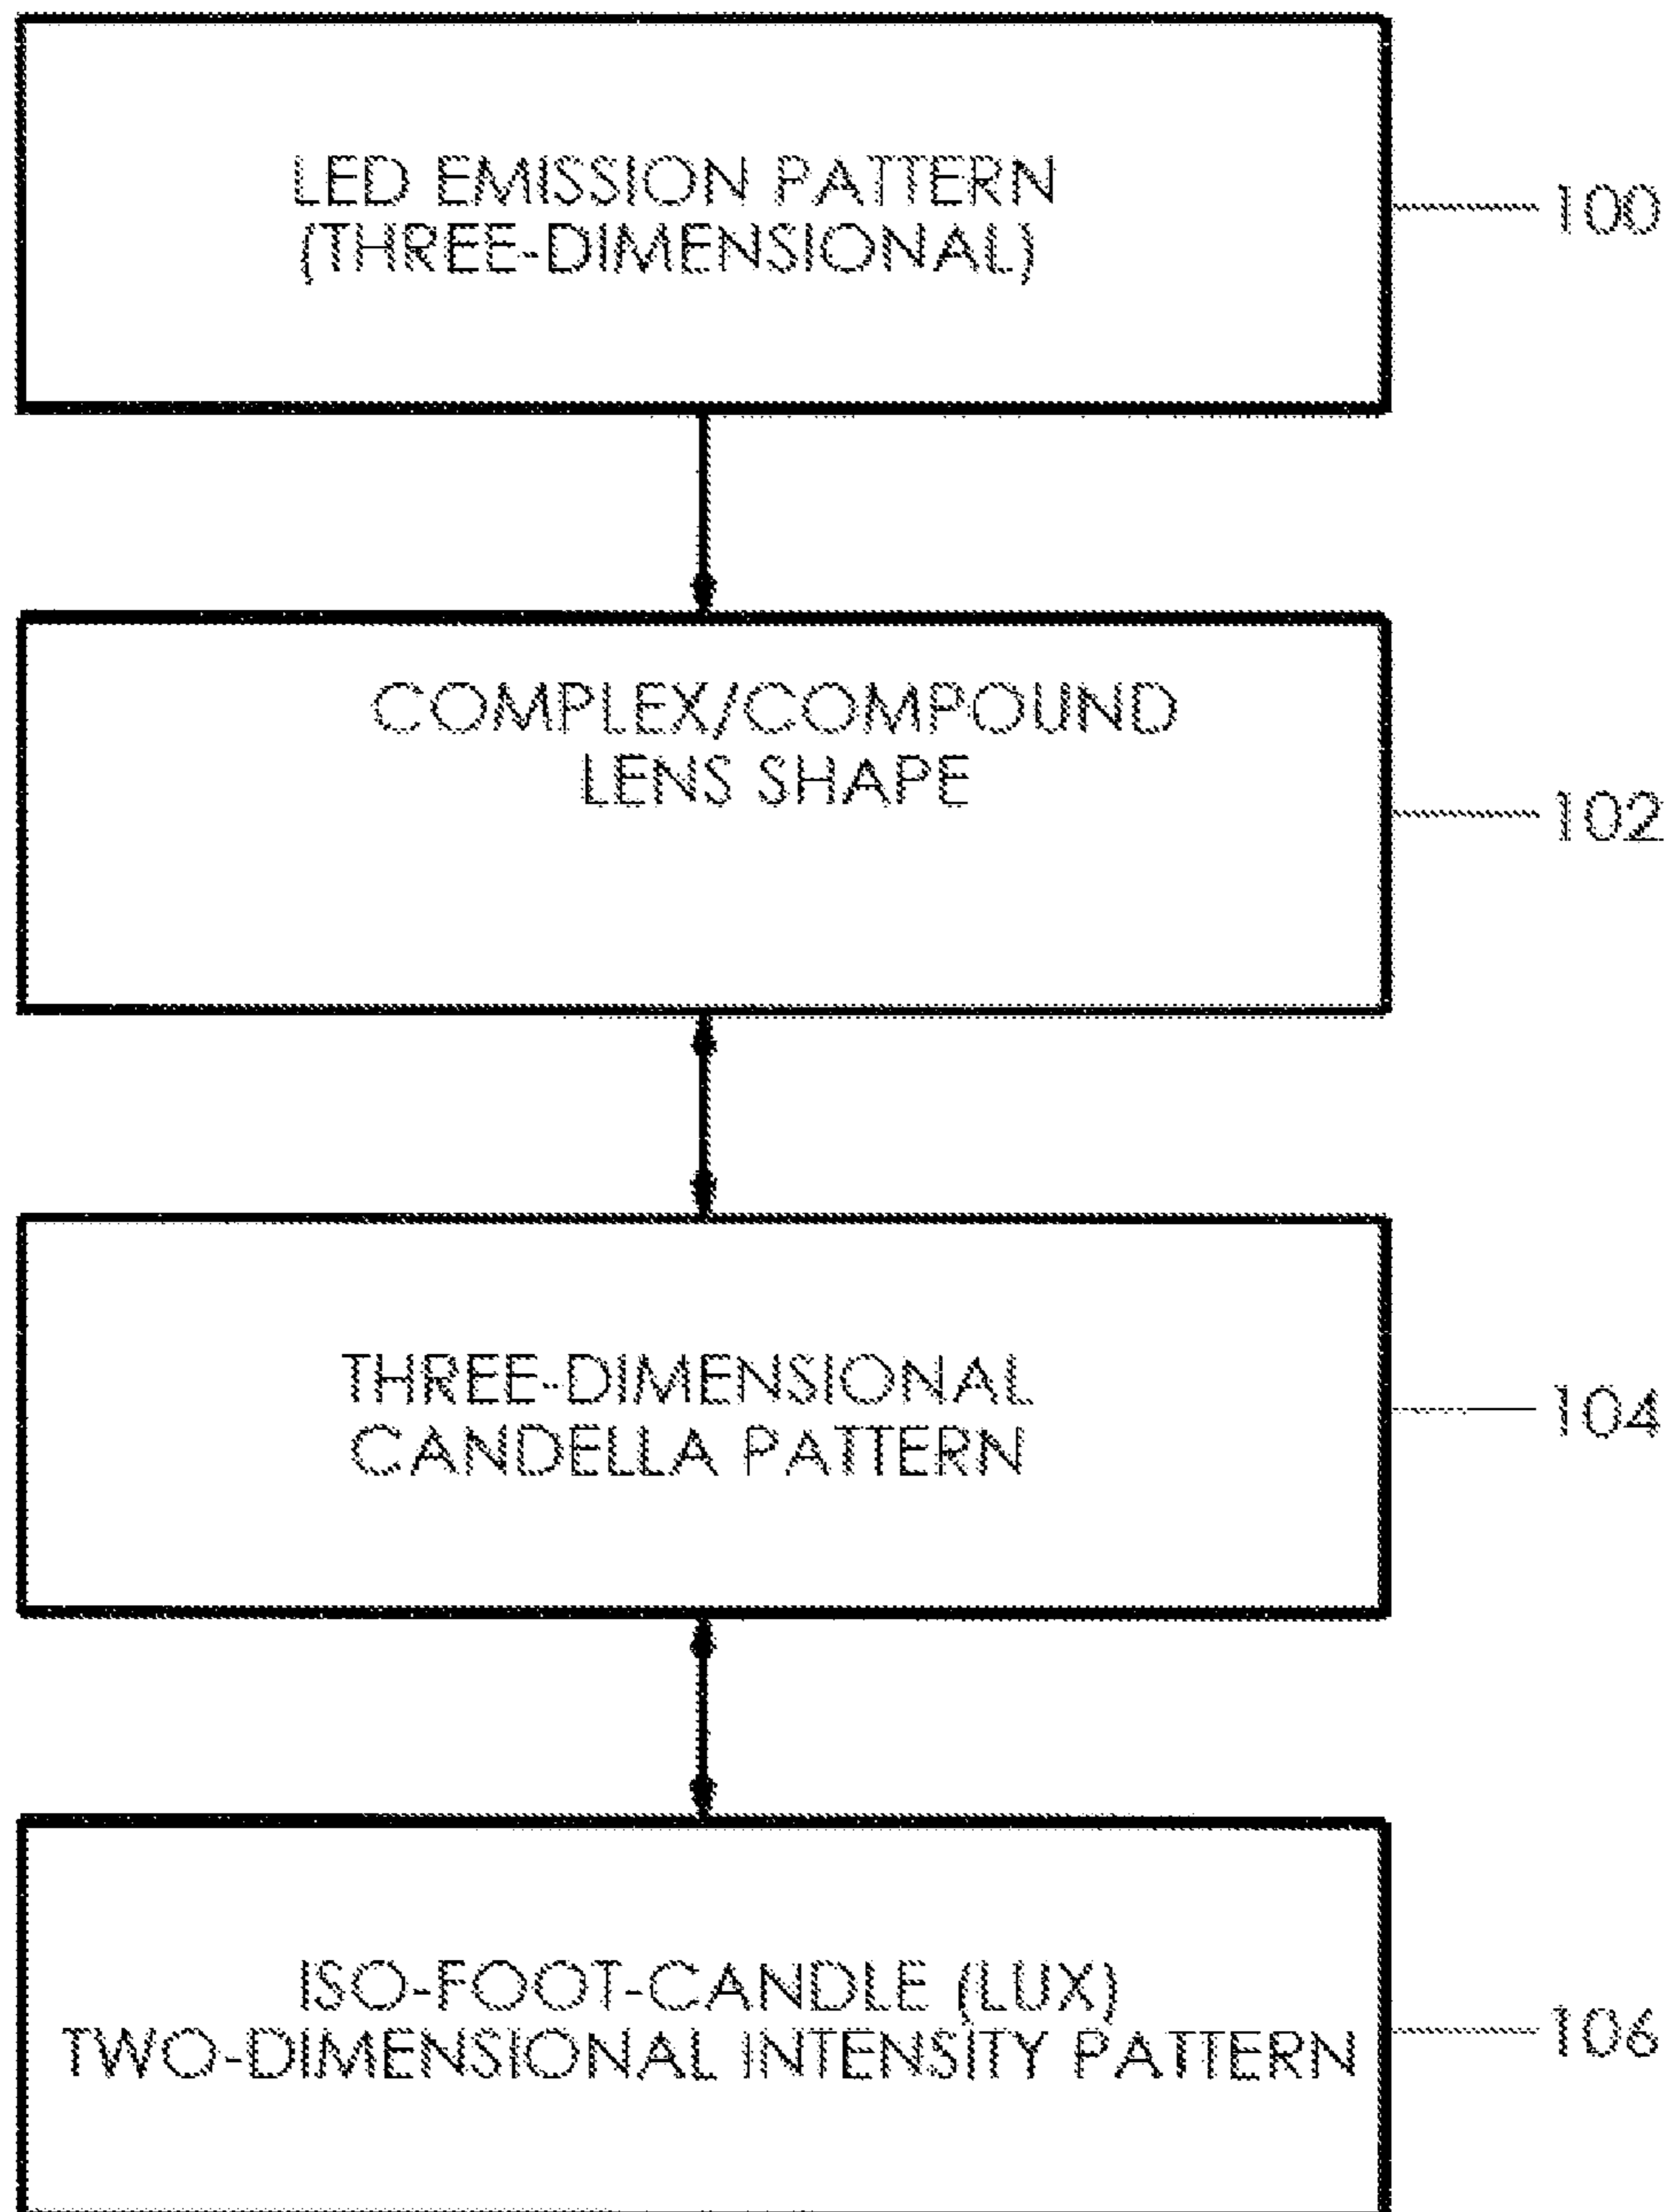 LED EMISSION PATTERN
(THREE-DIMENSIONAL)
100
COMPLEX/COMPOUND
LENS SHAPE
102
THREE-DIMENSIONAL
CANDELLA PATTERN
104
ISO-FOOT-CANDLE (LUX)
TWO-DIMENSIONAL INTENSITY PATTERN
106